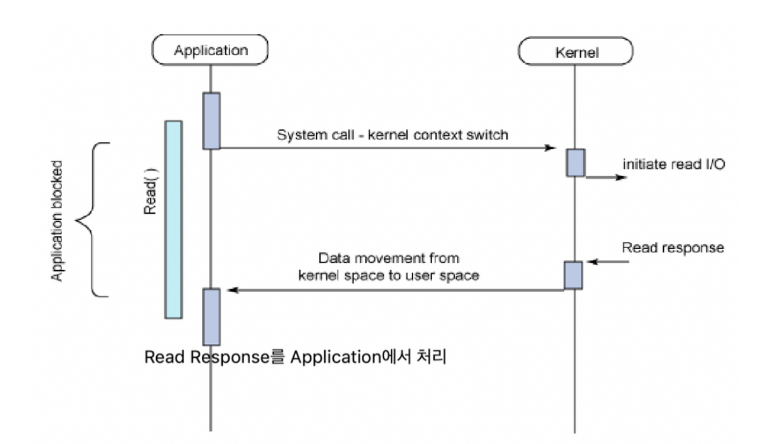 Application
Kernel
System call - kernel context switch
initiate read I/O
Application blocked
Read( )
Read response
Data movement from
kernel space to user space
Read Response를 Application에서 처리